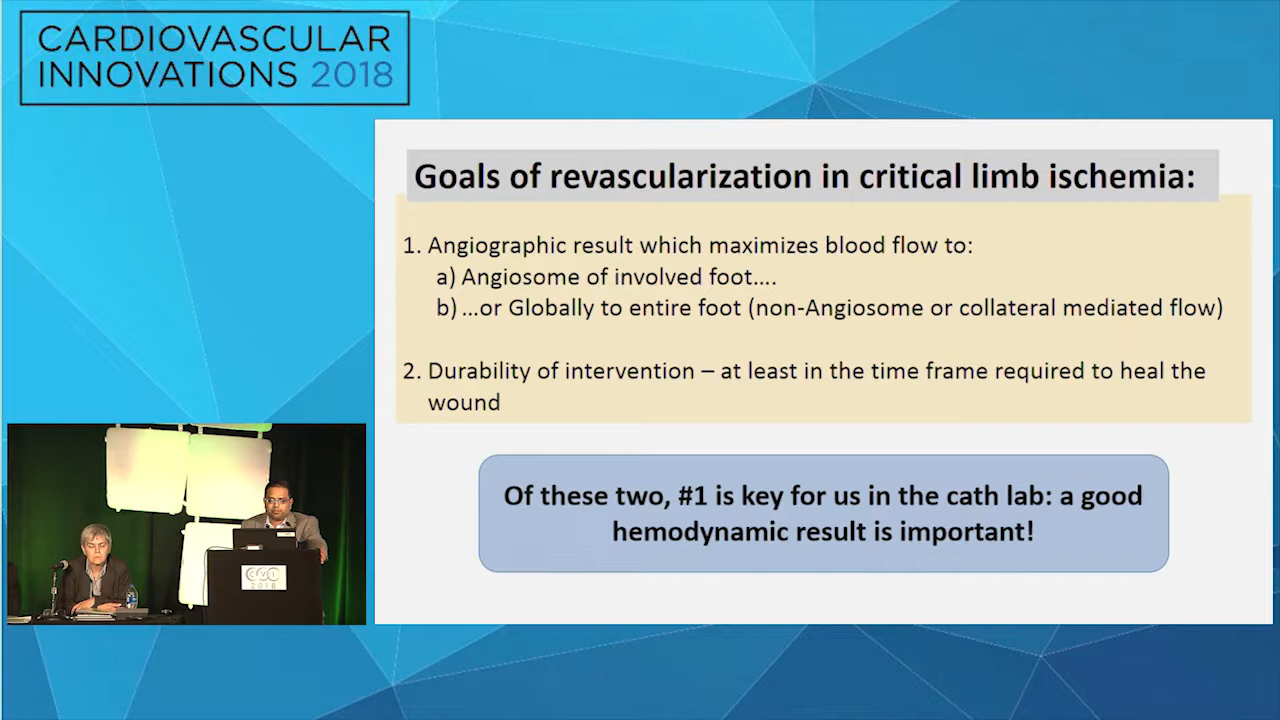 CARDIOVASCULAR
INNOVATIONS 2018
Goals of revascularization in critical limb ischemia:
1. Angiographic result which maximizes blood flow to:
a) Angiosome of involved foot....
b) ...or Globally to entire foot (non-Angiosome or collateral mediated flow)
2. Durability of intervention – at least in the time frame required to heal the
wound
Of these two, #1 is key for us in the cath lab: a good
hemodynamic result is important!
CVI
2018